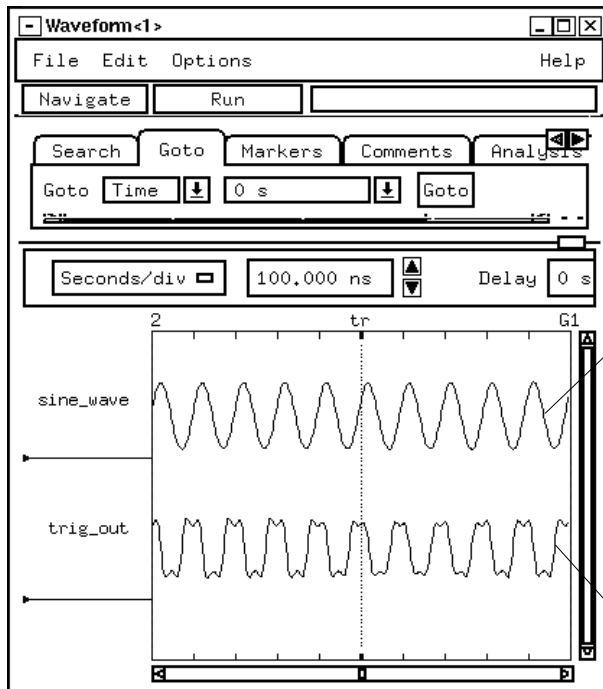 Waveform<1>
File Edit Options Help
Navigate Run
Search Goto Markers Comments Analysis
Goto Time 0 s Goto
Seconds/div 100.000 ns Delay 0 s
2 tr G1
sine_wave
trig_out